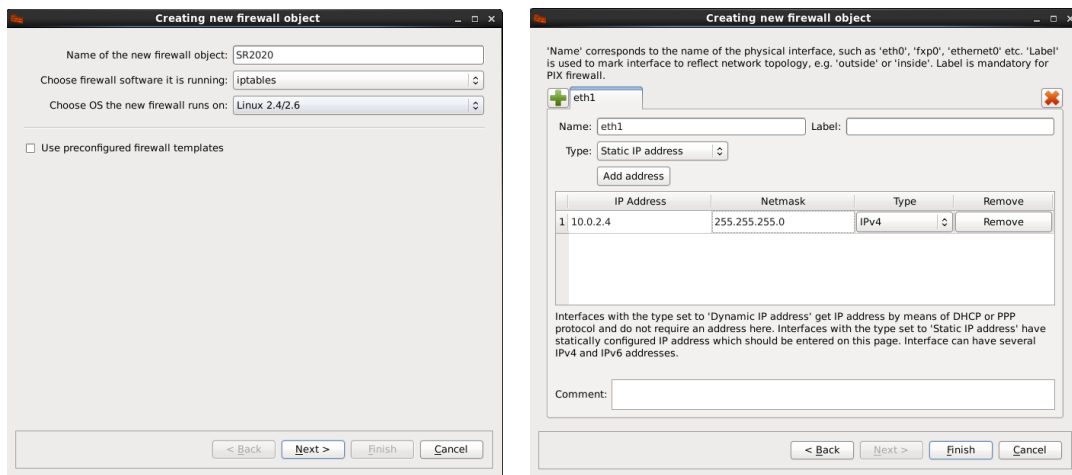 Creating new firewall object
Name of the new firewall object: SR2020
Choose firewall software it is running: iptables
Choose OS the new firewall runs on: Linux 2.4/2.6
Use preconfigured firewall templates
< Back Next > Finish Cancel
Creating new firewall object
'Name' corresponds to the name of the physical interface, such as 'eth0', 'fxp0', 'ethernet0' etc. 'Label'
is used to mark interface to reflect network topology, e.g. 'outside' or 'inside'. Label is mandatory for
PIX firewall.
eth1
Name: eth1 Label:
Type: Static IP address
Add address
IP Address Netmask Type Remove
1 10.0.2.4 255.255.255.0 IPv4 Remove
Interfaces with the type set to 'Dynamic IP address' get IP address by means of DHCP or PPP
protocol and do not require an address here. Interfaces with the type set to 'Static IP address' have
statically configured IP address which should be entered on this page. Interface can have several
IPv4 and IPv6 addresses.
Comment:
< Back Next > Finish Cancel